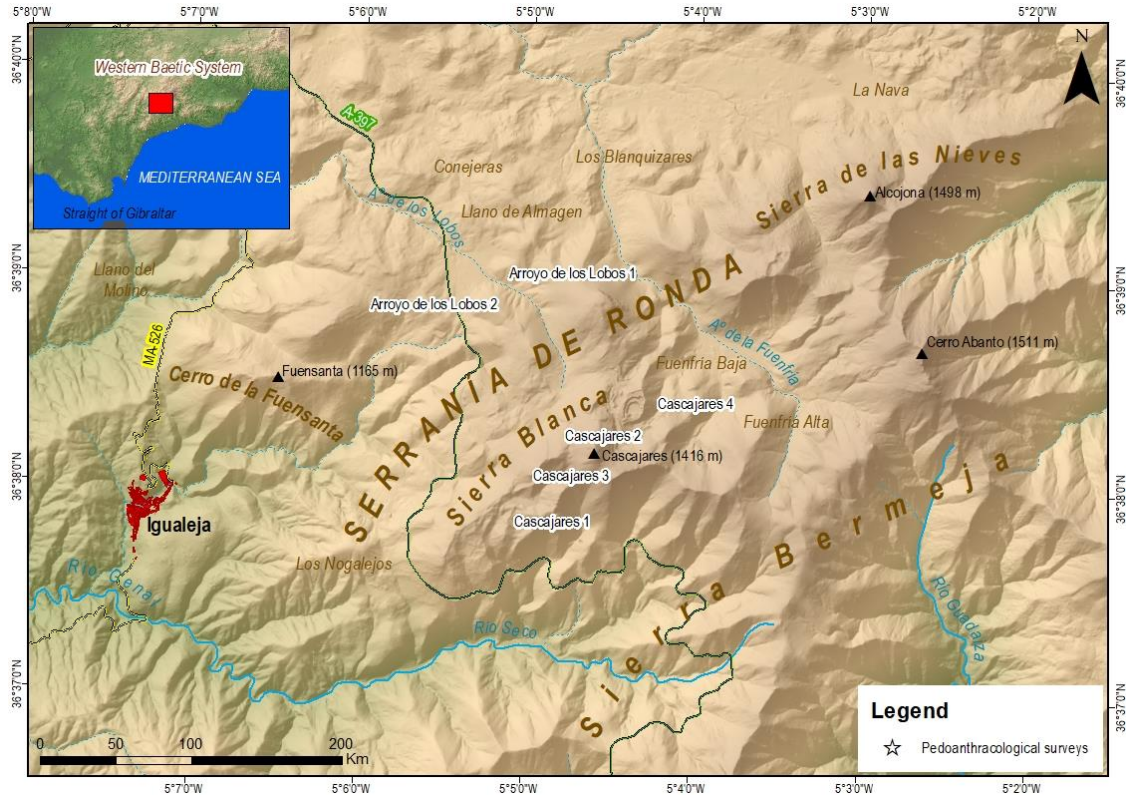 5°8'0"O 5°7'0"O 5°6'0"O 5°5'0"O 5°4'0"O 5°3'0"O 5°2'0"O
36°40'0"N
36°40'0"N
N
Western Baetic System
MEDITERRANEAN SEA
Straight of Gibraltar
A-397
La Nava
Conejeras
Los Blanquizares
Sierra de las Nieves
Alcojona (1498 m)
Aº de los Lobos
Llano de Almagen
36°39'0"N
36°39'0"N
Llano del
Molino
Arroyo de los Lobos 1
Arroyo de los Lobos 2
SERRANÍA DE RONDA
Aº de la Fuenfría
Cerro Abanto (1511 m)
MA-526
Fuensanta (1165 m)
Cerro de la Fuensanta
Fuenfría Baja
Sierra Blanca
Cascajares 4
Fuenfría Alta
Cascajares 2
Cascajares (1416 m)
Cascajares 3
36°38'0"N
36°38'0"N
Igualeja
Cascajares 1
Sierra Bermeja
Los Nogalejos
Río Genal
Río Seco
Río Guadaiza
36°37'0"N
36°37'0"N
Legend
Pedoanthracological surveys
0 50 100 200
Km
5°7'0"O 5°6'0"O 5°5'0"O 5°4'0"O 5°3'0"O 5°2'0"O